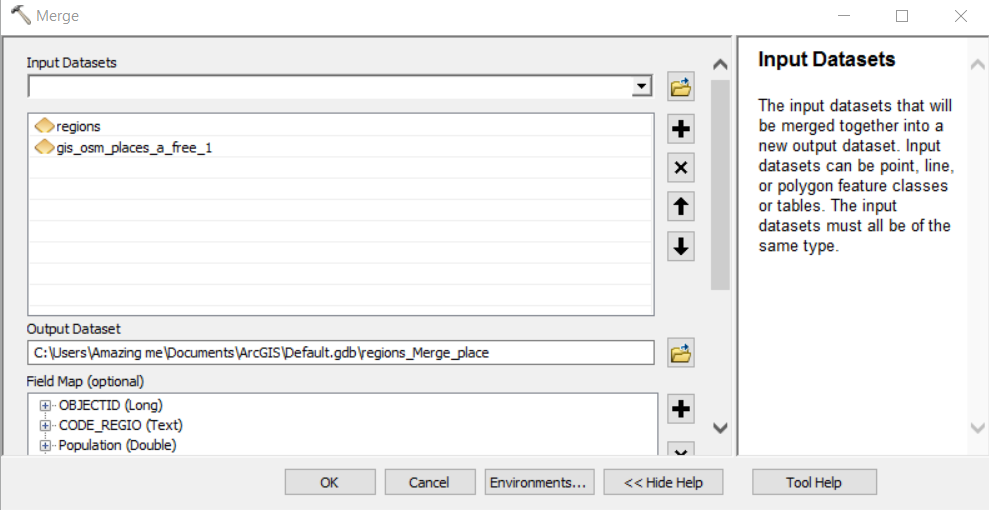 Merge
Input Datasets
regions
gis_osm_places_a_free_1
Output Dataset
C:\Users\Amazing me\Documents\ArcGIS\Default.gdb\regions_Merge_place
Field Map (optional)
OBJECTID (Long)
CODE_REGIO (Text)
Population (Double)
OK
Cancel
Environments...
<< Hide Help
Tool Help
Input Datasets
The input datasets that will
be merged together into a
new output dataset. Input
datasets can be point, line,
or polygon feature classes
or tables. The input
datasets must all be of the
same type.